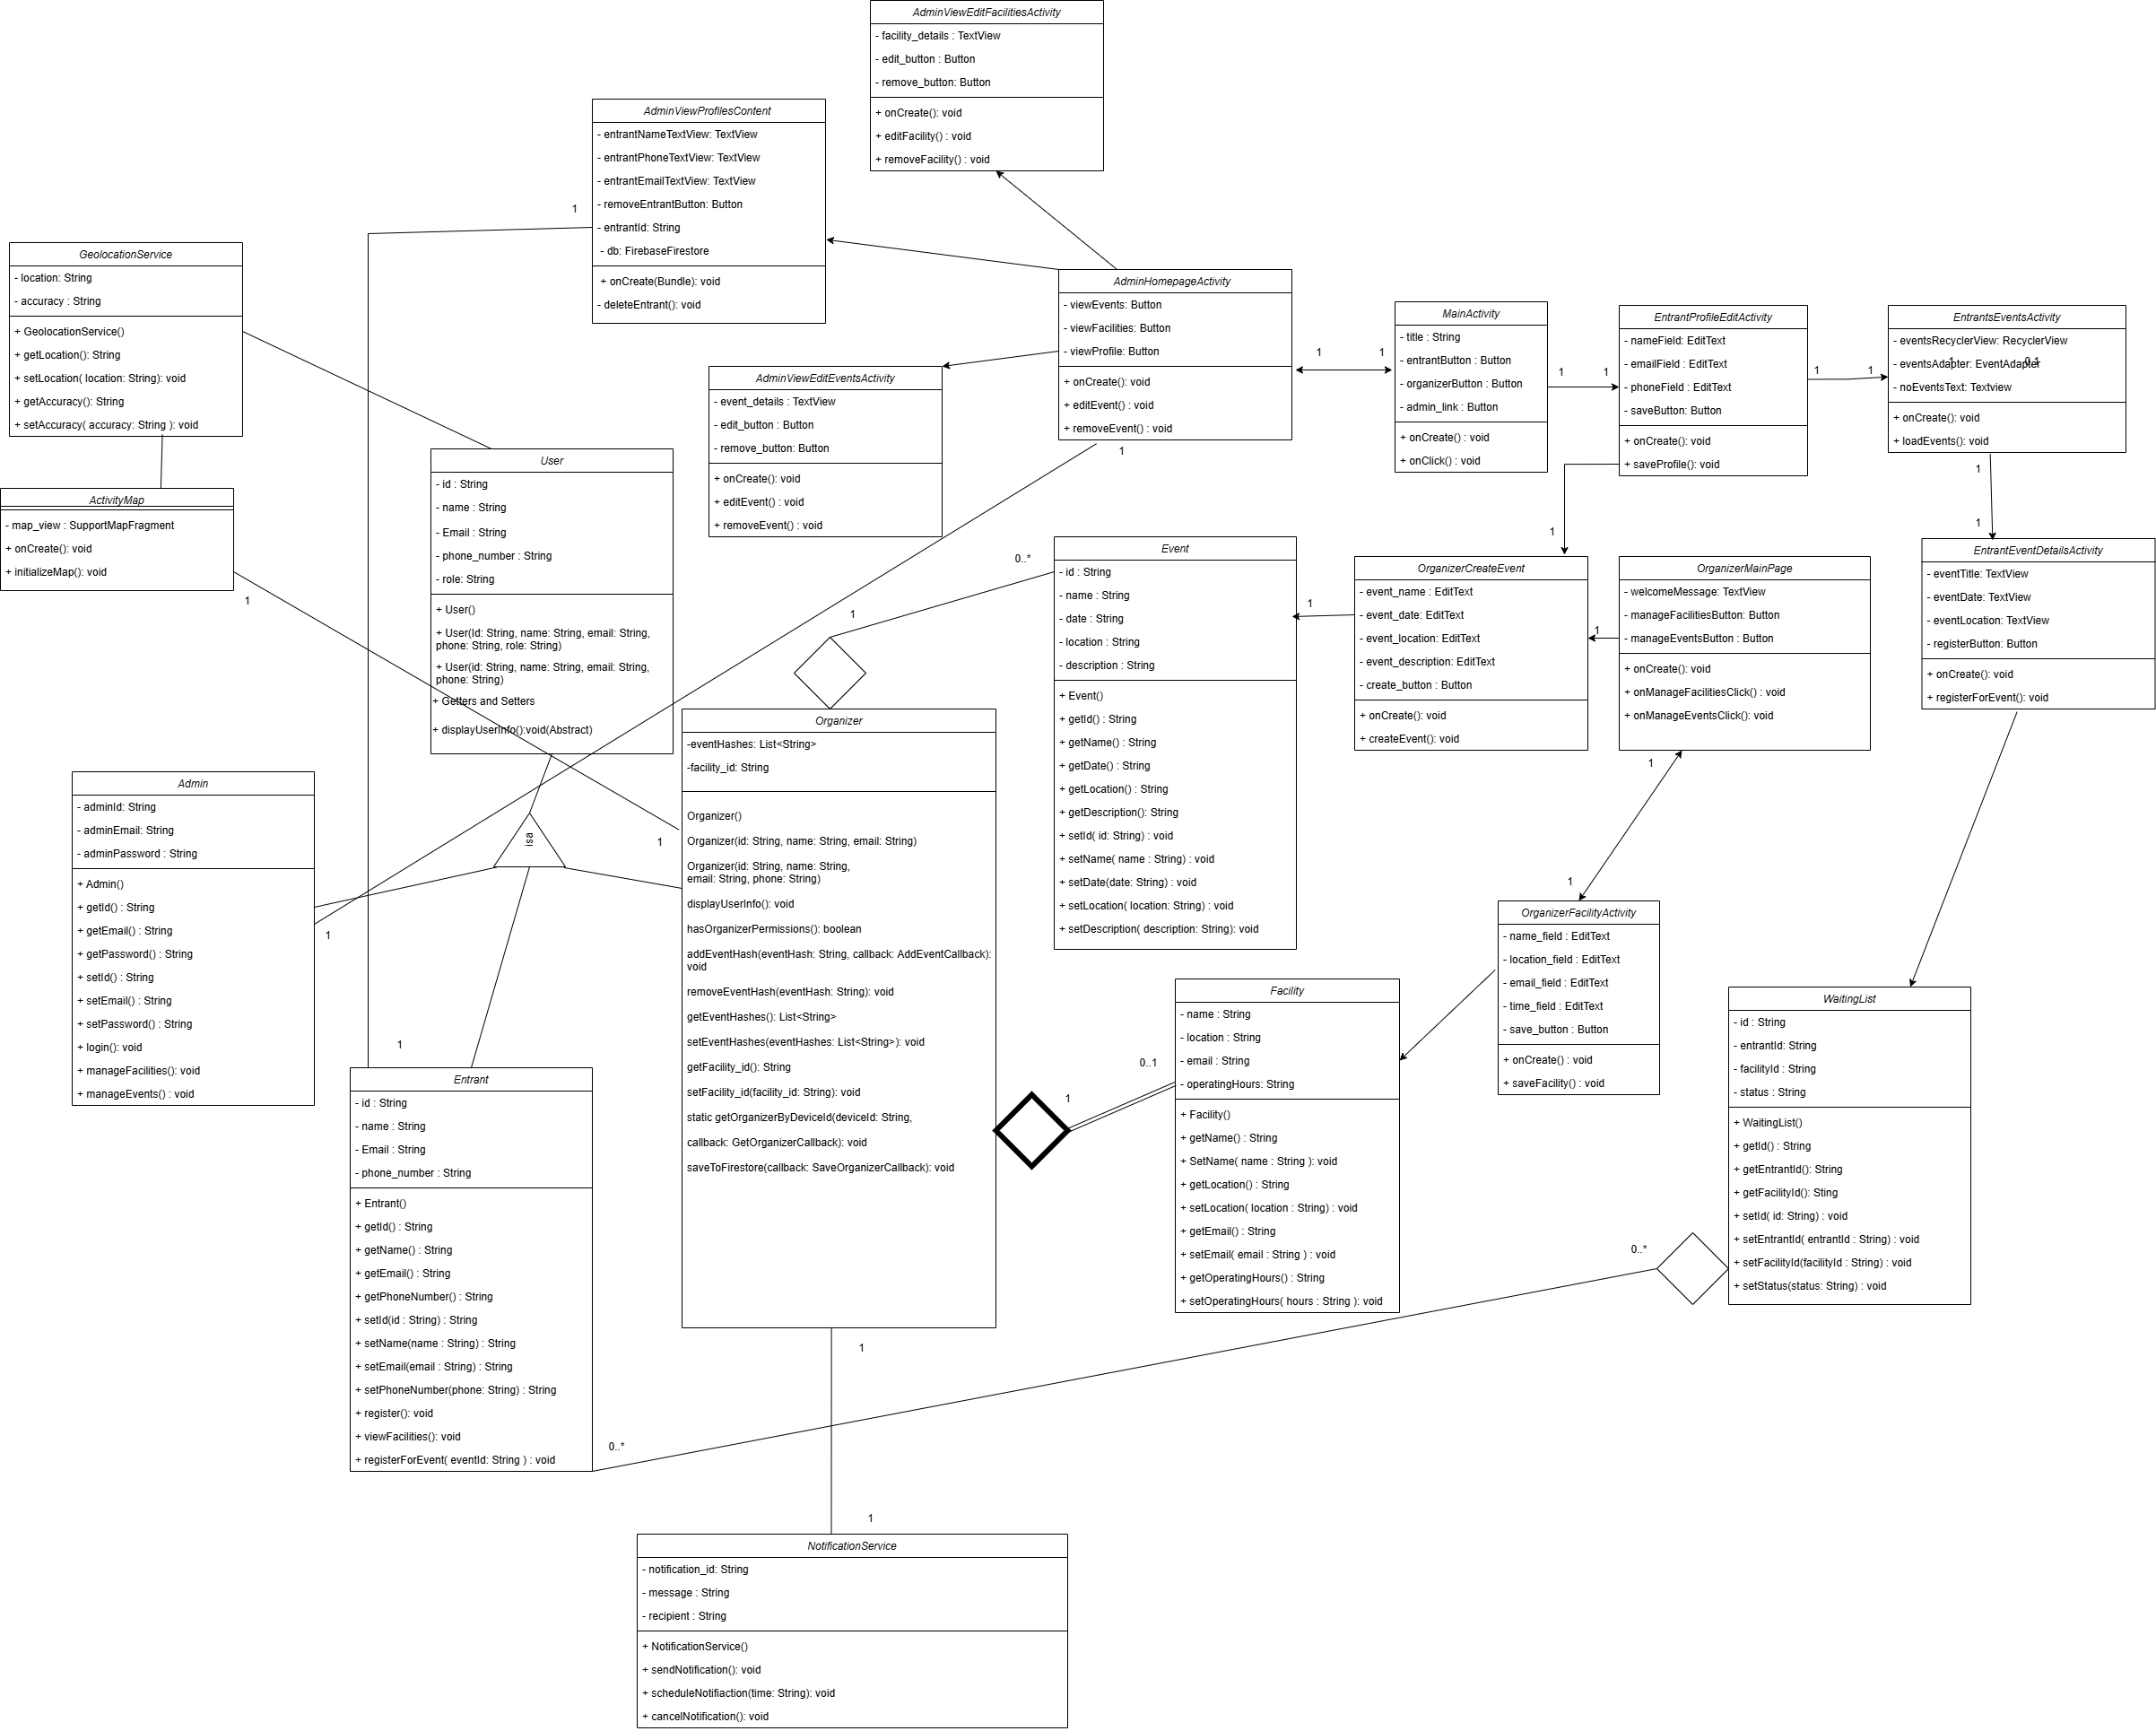 AdminViewEditFacilitiesActivity
- facility_details : TextView
- edit_button : Button
- remove_button: Button
+ onCreate(): void
+ editFacility() : void
+ removeFacility() : void
AdminViewProfilesContent
- entrantNameTextView: TextView
- entrantPhoneTextView: TextView
- entrantEmailTextView: TextView
- removeEntrantButton: Button
- entrantId: String
- db: FirebaseFirestore
+ onCreate(Bundle): void
- deleteEntrant(): void
1
GeolocationService
- location: String
- accuracy : String
+ GeolocationService()
+ getLocation(): String
+ setLocation( location: String): void
+ getAccuracy(): String
+ setAccuracy( accuracy: String ): void
ActivityMap
- map_view : SupportMapFragment
+ onCreate(): void
+ initializeMap(): void
1
AdminHomepageActivity
- viewEvents: Button
- viewFacilities: Button
- viewProfile: Button
+ onCreate(): void
+ editEvent() : void
+ removeEvent() : void
1
1
1
MainActivity
- title : String
- entrantButton : Button
- organizerButton : Button
- admin_link : Button
+ onCreate() : void
+ onClick() : void
1
1
EntrantProfileEditActivity
- nameField: EditText
- emailField : EditText
- phoneField : EditText
- saveButton: Button
+ onCreate(): void
+ saveProfile(): void
1
1
EntrantsEventsActivity
- eventsRecyclerView: RecyclerView
1
0.1
- eventsAdapter: EventAdapter
- noEventsText: Textview
+ onCreate(): void
+ loadEvents(): void
1
1
AdminViewEditEventsActivity
- event_details : TextView
- edit_button : Button
- remove_button: Button
+ onCreate(): void
+ editEvent() : void
+ removeEvent() : void
User
- id : String
- name : String
- Email : String
- phone_number : String
- role: String
+ User()
+ User(Id: String, name: String, email: String,
phone: String, role: String)
+ User(id: String, name: String, email: String,
phone: String)
+ Getters and Setters
+ displayUserInfo():void(Abstract)
isa
0..*
1
Event
- id : String
- name : String
- date : String
- location : String
- description : String
+ Event()
+ getId() : String
+ getName() : String
+ getDate() : String
+ getLocation() : String
+ getDescription(): String
+ setId( id: String) : void
+ setName( name : String) : void
+ setDate(date: String) : void
+ setLocation( location: String) : void
+ setDescription( description: String): void
1
1
OrganizerCreateEvent
- event_name : EditText
- event_date: EditText
- event_location: EditText
- event_description: EditText
- create_button : Button
+ onCreate(): void
+ createEvent(): void
1
OrganizerMainPage
- welcomeMessage: TextView
- manageFacilitiesButton: Button
- manageEventsButton : Button
+ onCreate(): void
+ onManageFacilitiesClick() : void
+ onManageEventsClick(): void
1
1
EntrantEventDetailsActivity
- eventTitle: TextView
- eventDate: TextView
- eventLocation: TextView
- registerButton: Button
+ onCreate(): void
+ registerForEvent(): void
Admin
- adminId: String
- adminEmail: String
- adminPassword : String
+ Admin()
+ getId() : String
+ getEmail() : String
+ getPassword() : String
+ setId() : String
+ setEmail() : String
+ setPassword() : String
+ login(): void
+ manageFacilities(): void
+ manageEvents() : void
1
1
Organizer
-eventHashes: List<String>
-facility_id: String
Organizer()
Organizer(id: String, name: String, email: String)
Organizer(id: String, name: String,
email: String, phone: String)
displayUserInfo(): void
hasOrganizerPermissions(): boolean
addEventHash(eventHash: String, callback: AddEventCallback):
void
removeEventHash(eventHash: String): void
getEventHashes(): List<String>
setEventHashes(eventHashes: List<String>): void
getFacility_id(): String
setFacility_id(facility_id: String): void
static getOrganizerByDeviceId(deviceId: String,
callback: GetOrganizerCallback): void
saveToFirestore(callback: SaveOrganizerCallback): void
1
0..1
Facility
- name : String
- location : String
- email : String
- operatingHours: String
+ Facility()
+ getName() : String
+ SetName( name : String ): void
+ getLocation() : String
+ setLocation( location : String) : void
+ getEmail() : String
+ setEmail( email : String ) : void
+ getOperatingHours() : String
+ setOperatingHours( hours : String ): void
OrganizerFacilityActivity
- name_field : EditText
- location_field : EditText
- email_field : EditText
- time_field : EditText
- save_button : Button
+ onCreate() : void
+ saveFacility() : void
WaitingList
- id : String
- entrantId: String
- facilityId : String
- status : String
+ WaitingList()
+ getId() : String
+ getEntrantId(): String
+ getFacilityId(): Sting
+ setId( id: String) : void
+ setEntrantId( entrantId : String) : void
+ setFacilityId(facilityId : String) : void
+ setStatus(status: String) : void
0..*
1
Entrant
- id : String
- name : String
- Email : String
- phone_number : String
+ Entrant()
+ getId() : String
+ getName() : String
+ getEmail() : String
+ getPhoneNumber() : String
+ setId(id : String) : String
+ setName(name : String) : String
+ setEmail(email : String) : String
+ setPhoneNumber(phone: String) : String
+ register(): void
+ viewFacilities(): void
+ registerForEvent( eventId: String ) : void
0..*
1
1
NotificationService
- notification_id: String
- message : String
- recipient : String
+ NotificationService()
+ sendNotification(): void
+ scheduleNotifiaction(time: String): void
+ cancelNotification(): void